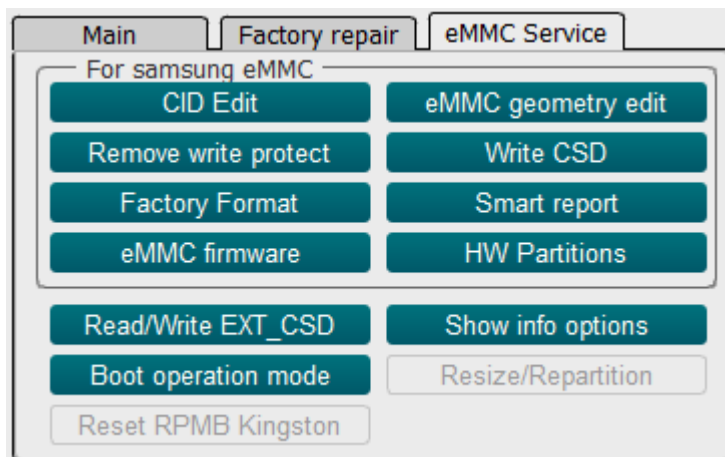 Main Factory repair eMMC Service
For samsung eMMC
CID Edit eMMC geometry edit
Remove write protect Write CSD
Factory Format Smart report
eMMC firmware HW Partitions
Read/Write EXT_CSD Show info options
Boot operation mode Resize/Repartition
Reset RPMB Kingston